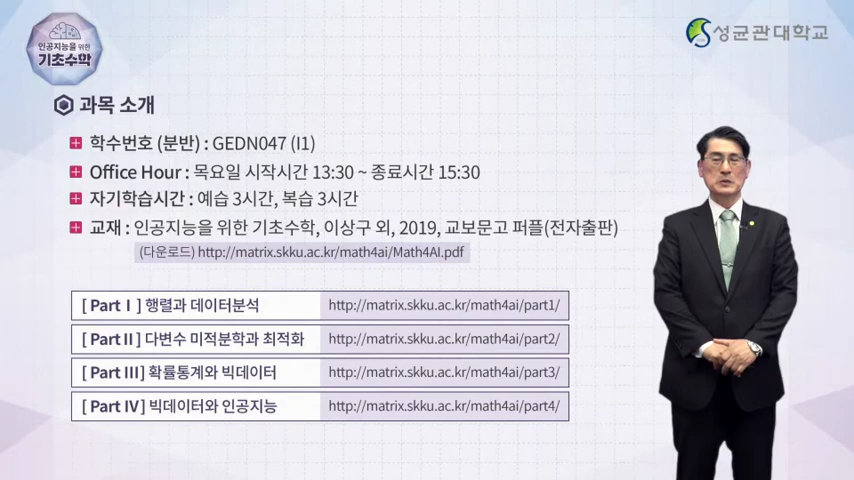 인공지능을 위한
기초수학
성균관대학교
과목 소개
학수번호 (분반) : GEDN047 (I1)
Office Hour : 목요일 시작시간 13:30 ~ 종료시간 15:30
자기학습시간 : 예습 3시간, 복습 3시간
교재 : 인공지능을 위한 기초수학, 이상구 외, 2019, 교보문고 퍼플(전자출판)
(다운로드) http://matrix.skku.ac.kr/math4ai/Math4AI.pdf
[ Part Ⅰ ] 행렬과 데이터분석 http://matrix.skku.ac.kr/math4ai/part1/
[ Part Ⅱ ] 다변수 미적분학과 최적화 http://matrix.skku.ac.kr/math4ai/part2/
[ Part Ⅲ ] 확률통계와 빅데이터 http://matrix.skku.ac.kr/math4ai/part3/
[ Part Ⅳ ] 빅데이터와 인공지능 http://matrix.skku.ac.kr/math4ai/part4/